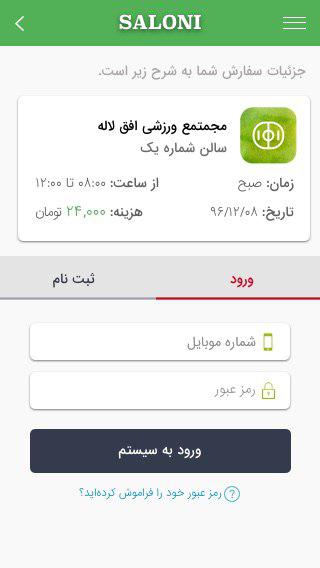 SALONI
جزئیات سفارش شما به شرح زیر است.
مجمتمع ورزشی افق لاله
سالن شماره یک
زمان: صبح
از ساعت: ۰۸:۰۰ تا ۱۲:۰۰
تاریخ: ۹۶/۱۲/۰۸
هزینه: ۲۴,۰۰۰ تومان
ورود
ثبت نام
شماره موبایل
رمز عبور
ورود به سیستم
رمز عبور خود را فراموش کرده‌اید؟